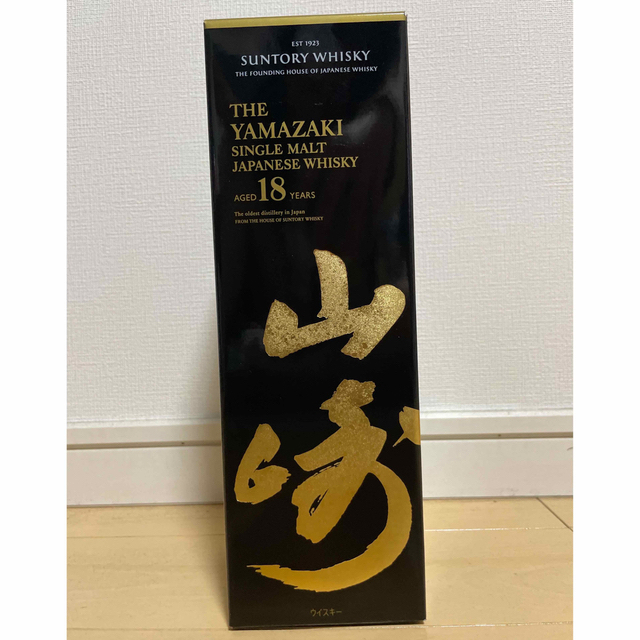 EST 1923
SUNTORY WHISKY
THE FOUNDING HOUSE OF JAPANESE WHISKY
THE
YAMAZAKI
SINGLE MALT
JAPANESE WHISKY
AGED 18 YEARS
The oldest distillery in Japan
FROM THE HOUSE OF SUNTORY WHISKY
山
崎
ウイスキー